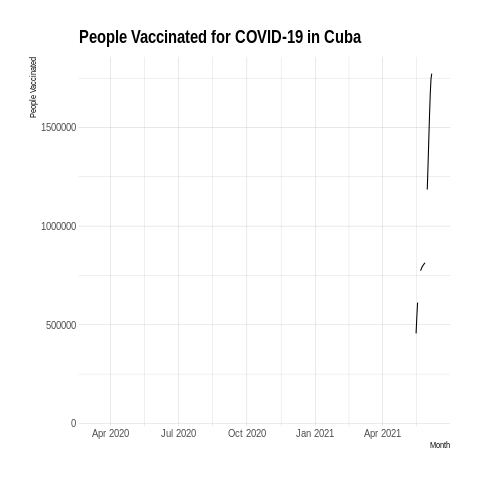 People Vaccinated for COVID-19 in Cuba
People Vaccinated
1500000
1000000
500000
0
Apr 2020 Jul 2020 Oct 2020 Jan 2021 Apr 2021
Month